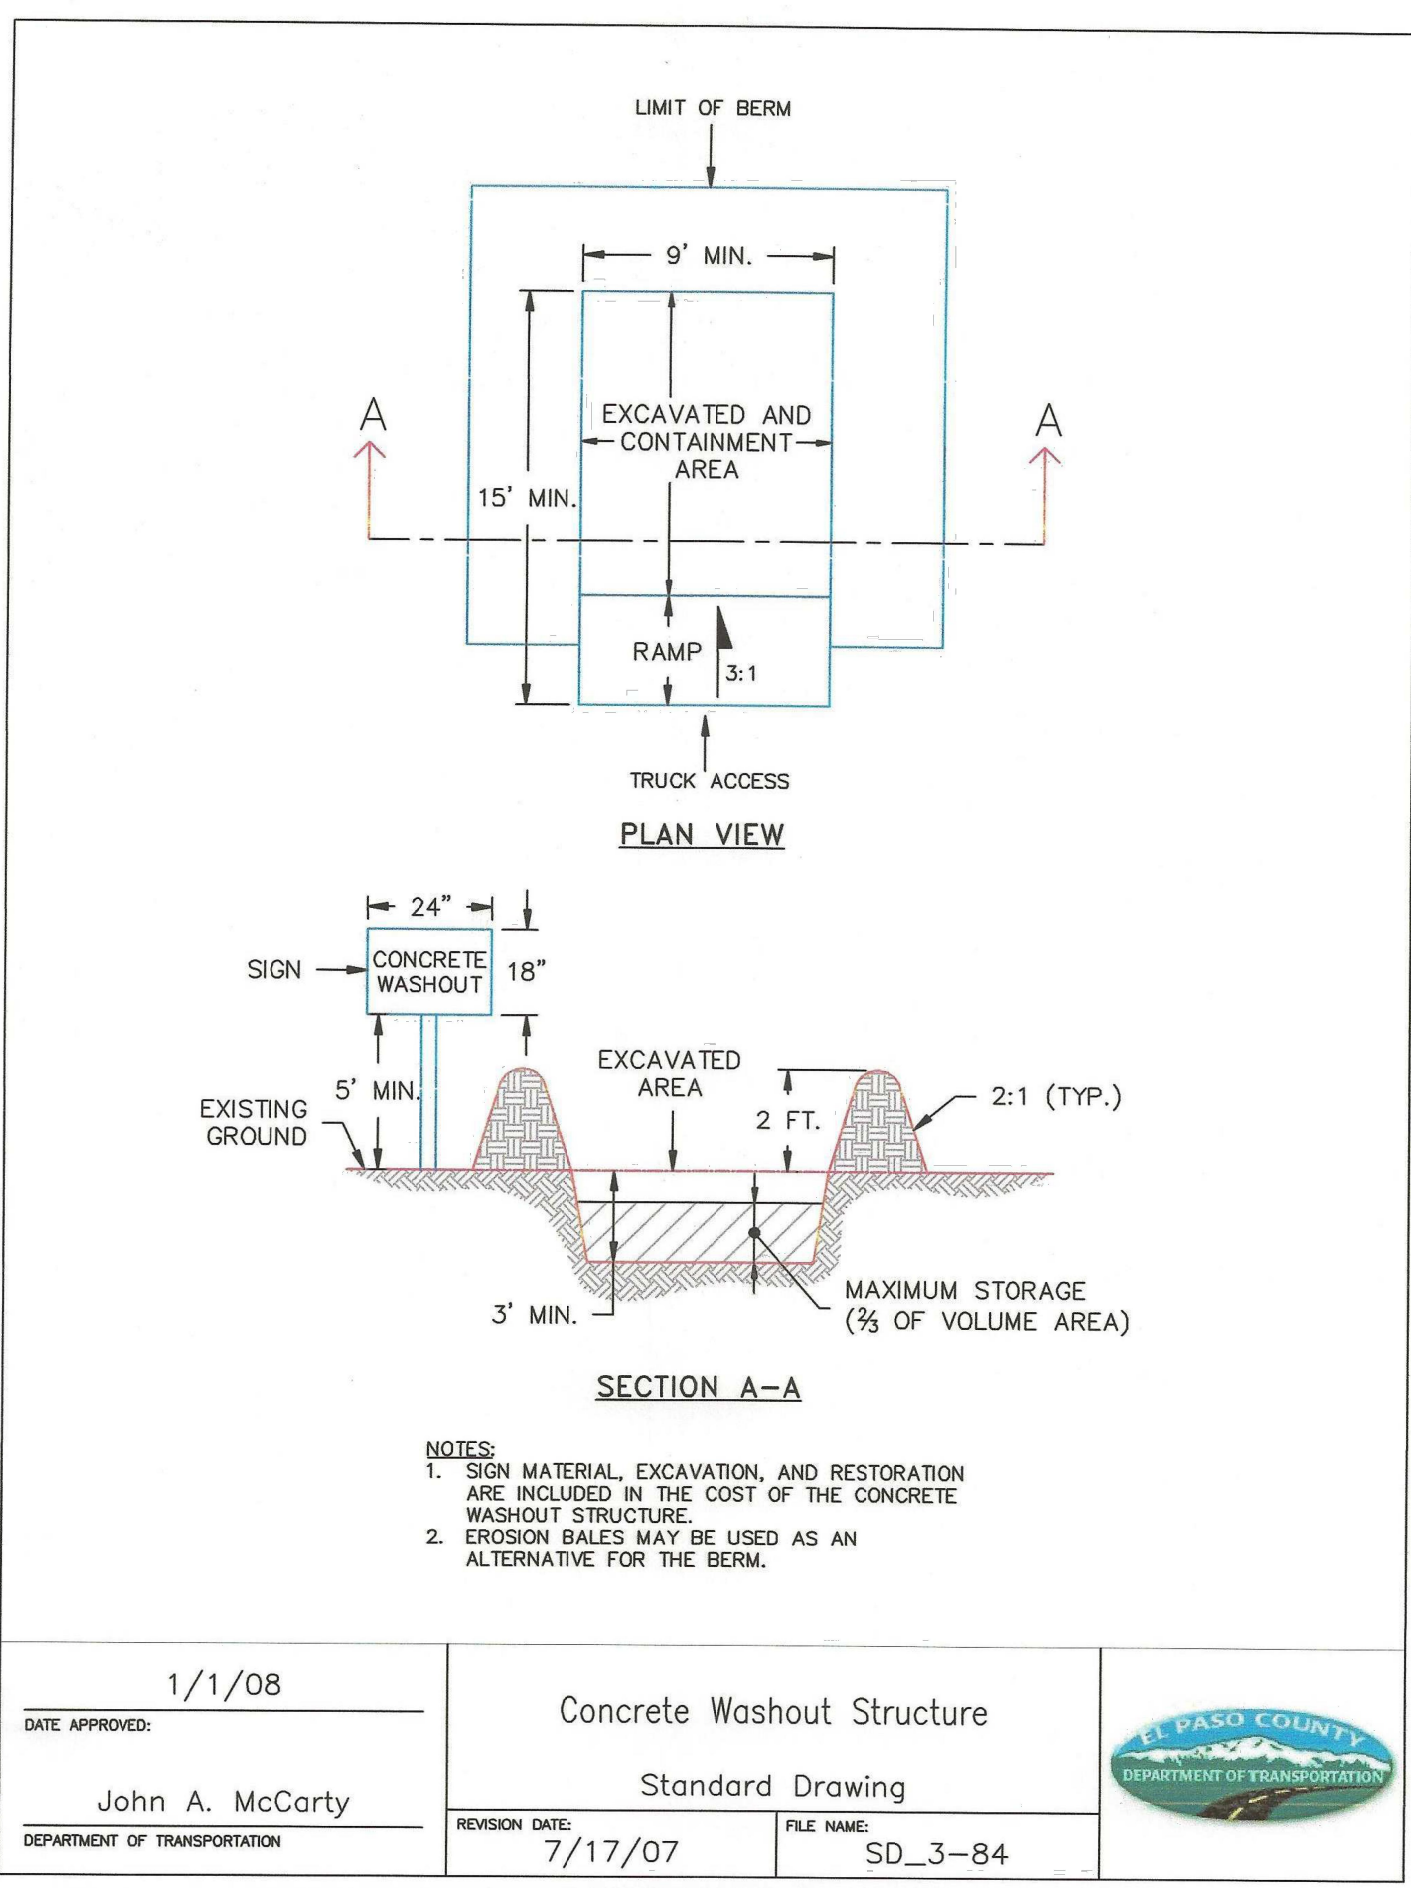 LIMIT OF BERM
9' MIN.
A
A
EXCAVATED AND
CONTAINMENT
AREA
15' MIN.
RAMP
3:1
TRUCK ACCESS
PLAN VIEW
24"
SIGN
CONCRETE
WASHOUT
18"
5' MIN.
EXCAVATED
AREA
2 FT.
2:1 (TYP.)
EXISTING
GROUND
3' MIN.
MAXIMUM STORAGE
(⅔ OF VOLUME AREA)
SECTION A-A
NOTES:
1. SIGN MATERIAL, EXCAVATION, AND RESTORATION
ARE INCLUDED IN THE COST OF THE CONCRETE
WASHOUT STRUCTURE.
2. EROSION BALES MAY BE USED AS AN
ALTERNATIVE FOR THE BERM.
1/1/08
DATE APPROVED:
John A. McCarty
DEPARTMENT OF TRANSPORTATION
Concrete Washout Structure
Standard Drawing
REVISION DATE:
7/17/07
FILE NAME:
SD_3-84
EL PASO COUNTY
DEPARTMENT OF TRANSPORTATION